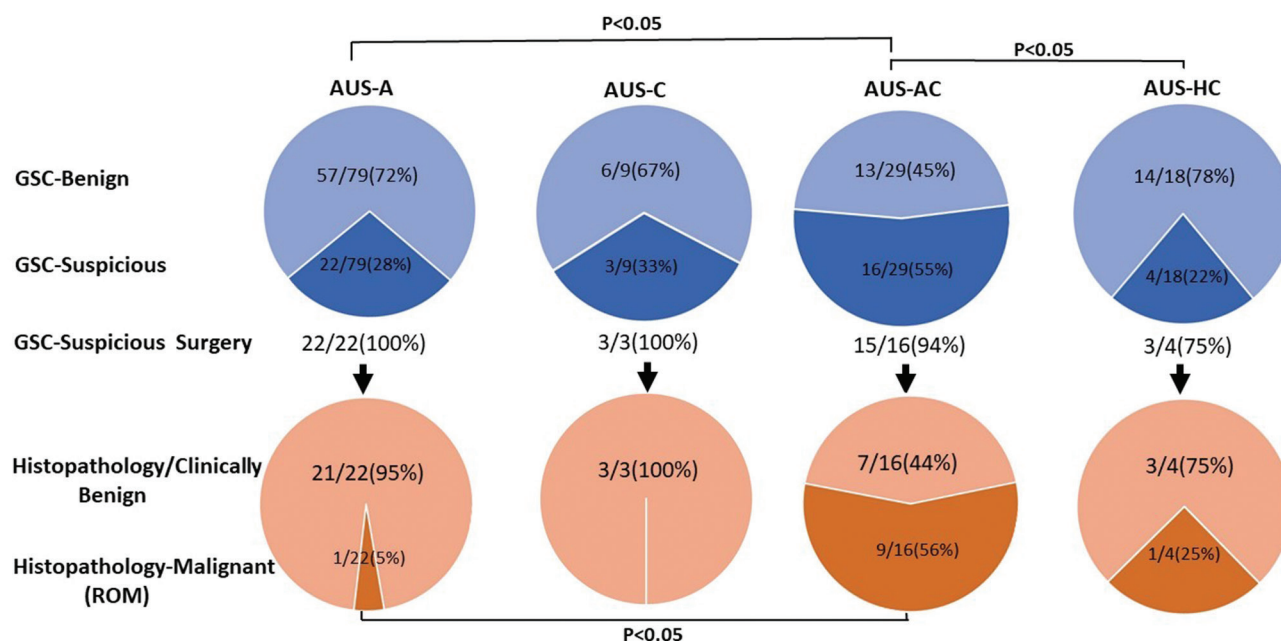 P<0.05
P<0.05
AUS-A AUS-C AUS-AC AUS-HC
GSC-Benign 57/79(72%) 6/9(67%) 13/29(45%) 14/18(78%)
GSC-Suspicious 22/79(28%) 3/9(33%) 16/29(55%) 4/18(22%)
GSC-Suspicious Surgery 22/22(100%) 3/3(100%) 15/16(94%) 3/4(75%)
Histopathology/Clinically
Benign 21/22(95%) 3/3(100%) 7/16(44%) 3/4(75%)
Histopathology-Malignant
(ROM) 1/22(5%) 9/16(56%) 1/4(25%)
P<0.05